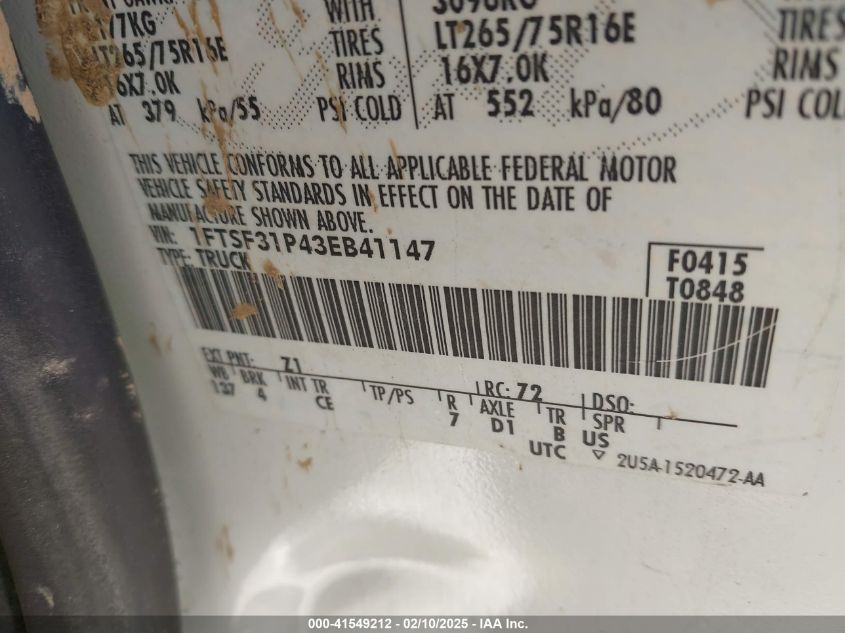 WITH
7KG TIRES LT265/75R16E TIRES
LT265/75R16E RIMS 16X7.0K RIMS
16X7.0K PSI COLD AT 552 kPa/80 PSI COL
AT 379 kPa/55
THIS VEHICLE CONFORMS TO ALL APPLICABLE FEDERAL MOTOR
VEHICLE SAFETY STANDARDS IN EFFECT ON THE DATE OF
MANUFACTURE SHOWN ABOVE.
VIN: 1FTSF31P43EB41147
TYPE: TRUCK
F0415
T0848
EXT PNT: Z1 RC: 72 DSO:
WB BRK INT TR TP/PS R AXLE TR SPR
137 4 CE 7 D1 B US
UTC ▽ 2U5A-1520472-AA
000-41549212 - 02/10/2025 - IAA Inc.